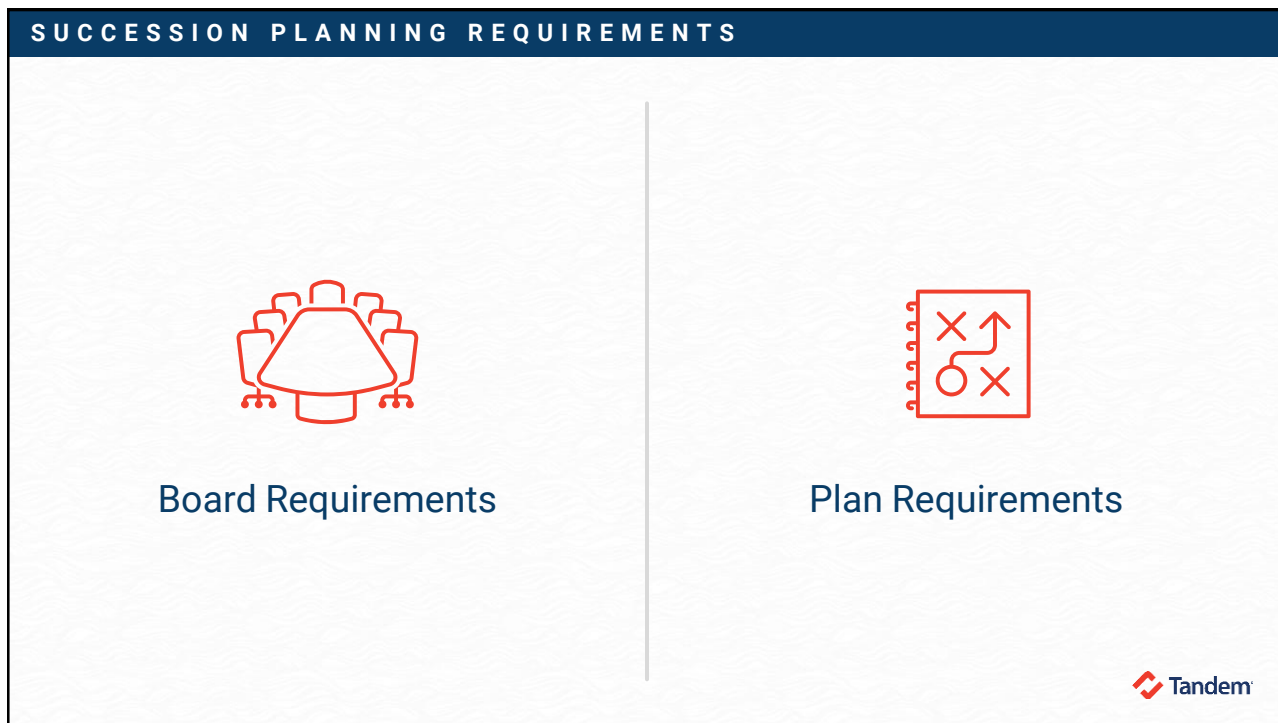 SUCCESSION PLANNING REQUIREMENTS
Board Requirements
Plan Requirements
Tandem